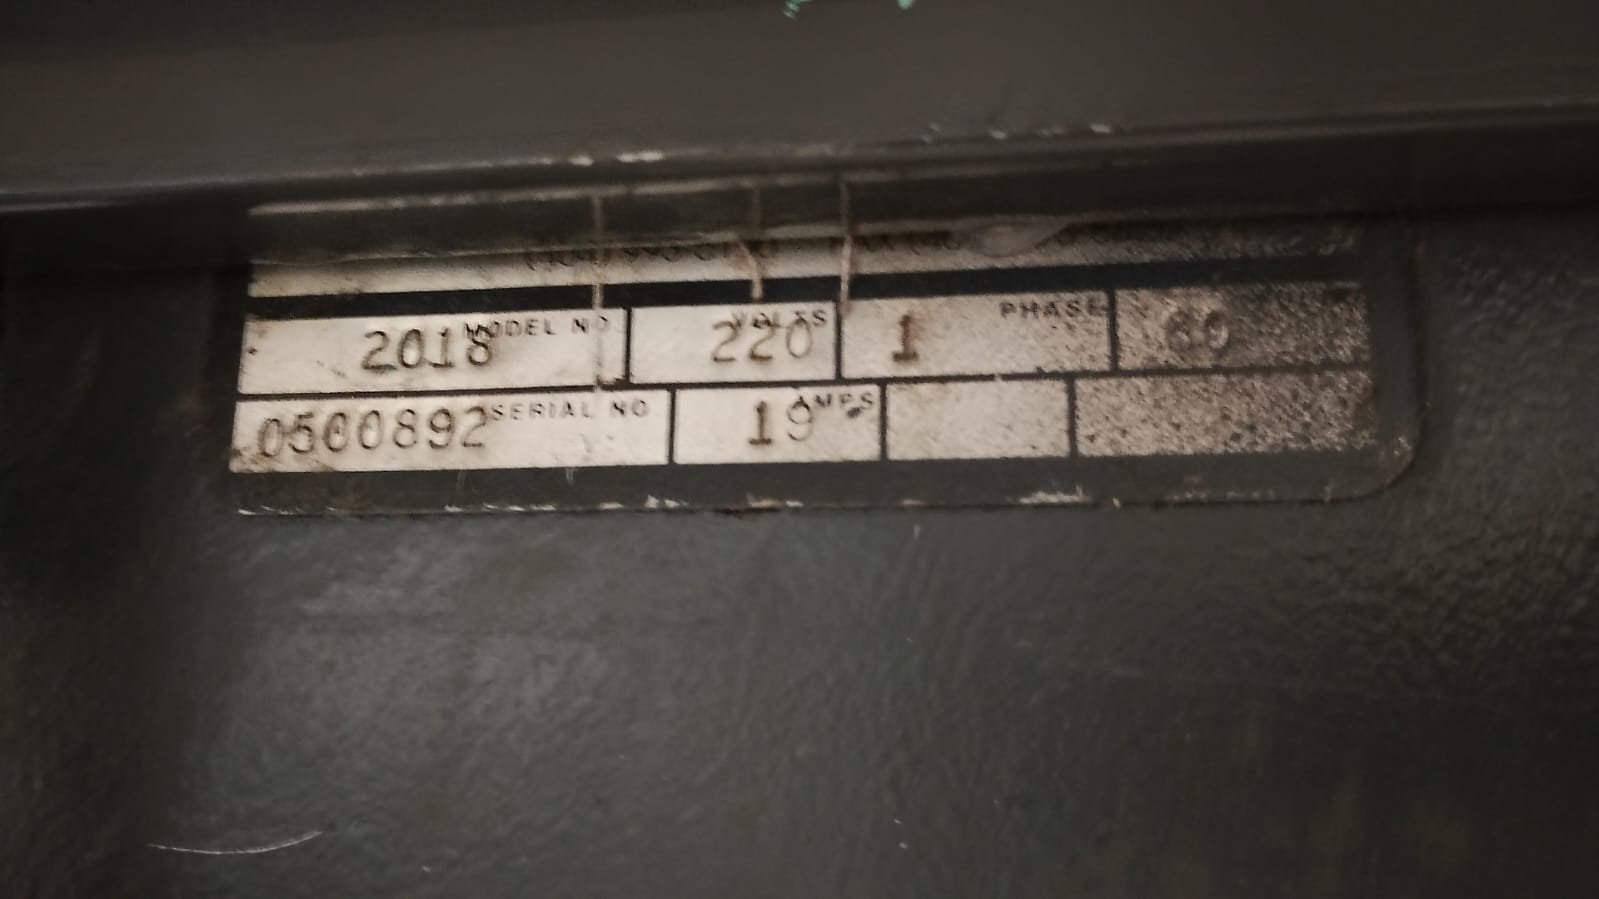 MODEL NO. VOLTS PHASE
2018 220 1 60
SERIAL NO AMPS
0500892 19